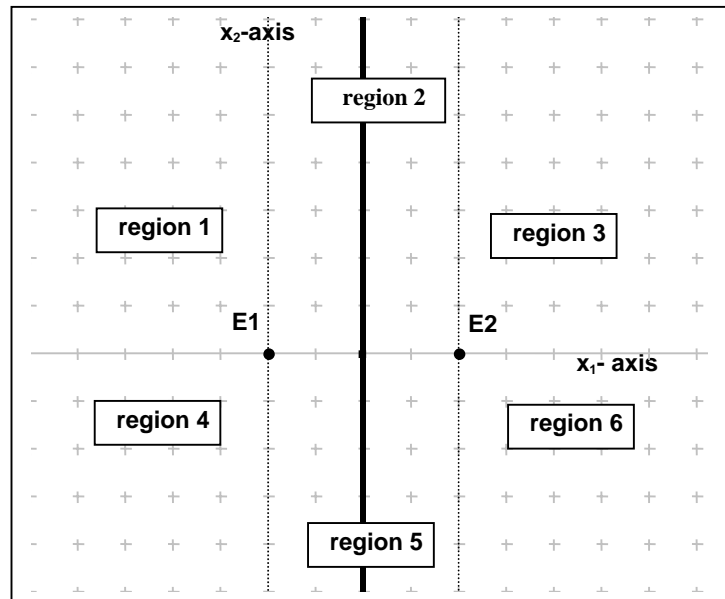 x₂-axis
region 2
region 1
region 3
E1
E2
x₁- axis
region 4
region 6
region 5